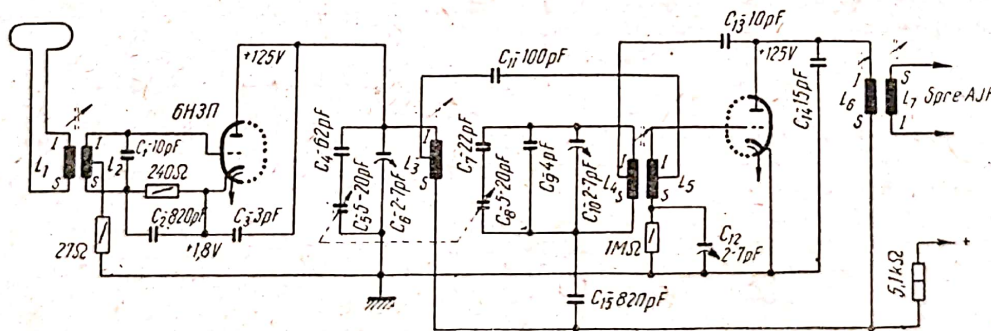 L₁
I
S
I
S
L₂
C₁-10pF
240Ω
C₂-820pF
27Ω
+1,8V
C₃-3pF
6Н3П
+125V
C₄-62pF
C₅-5-20pF
C₆-2-7pF
I
L₃
S
C₁₁-100pF
C₇-22pF
C₈-5-20pF
C₉-4pF
C₁₀-2-7pF
I
L₄
S
I
S
L₅
1MΩ
C₁₂
2-7pF
C₁₅-820pF
C₁₃-10pF
+125V
C₁₄-15pF
I
L₆
S
S
L₇
I
Spre AJF
5,1kΩ
+